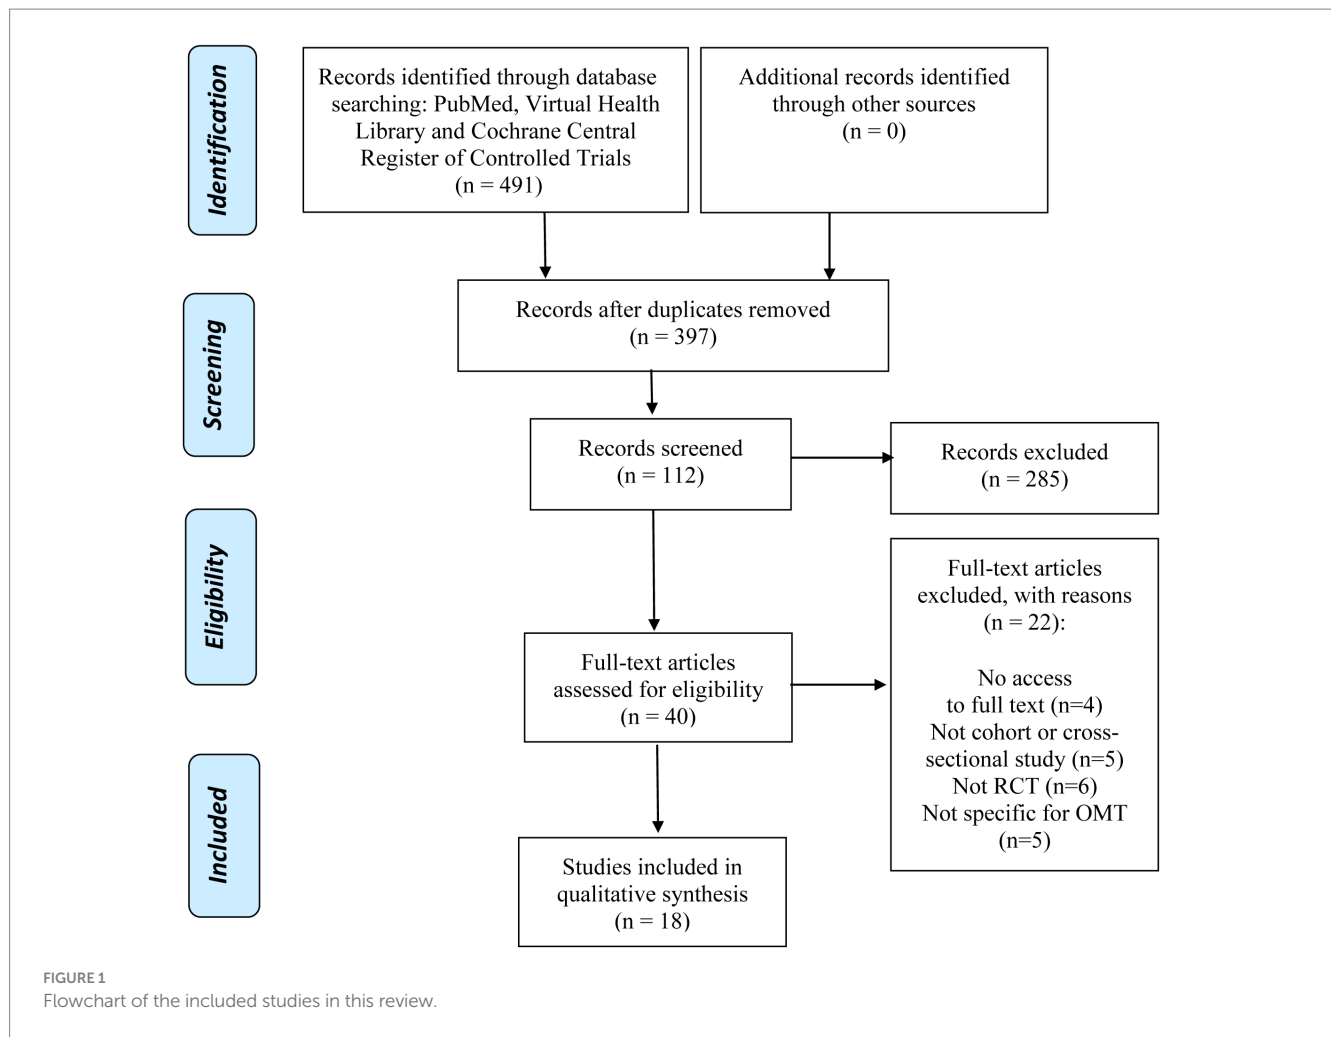 Identification
Records identified through database
searching: PubMed, Virtual Health
Library and Cochrane Central
Register of Controlled Trials
(n = 491)
Additional records identified
through other sources
(n = 0)
Screening
Records after duplicates removed
(n = 397)
Records screened
(n = 112)
Records excluded
(n = 285)
Eligibility
Full-text articles
assessed for eligibility
(n = 40)
Full-text articles
excluded, with reasons
(n = 22):
No access
to full text (n=4)
Not cohort or cross-
sectional study (n=5)
Not RCT (n=6)
Not specific for OMT
(n=5)
Included
Studies included in
qualitative synthesis
(n = 18)
FIGURE 1
Flowchart of the included studies in this review.